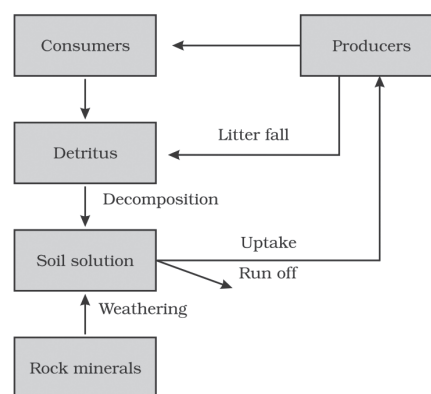 Consumers
Producers
Litter fall
Detritus
Decomposition
Uptake
Soil solution
Run off
Weathering
Rock minerals